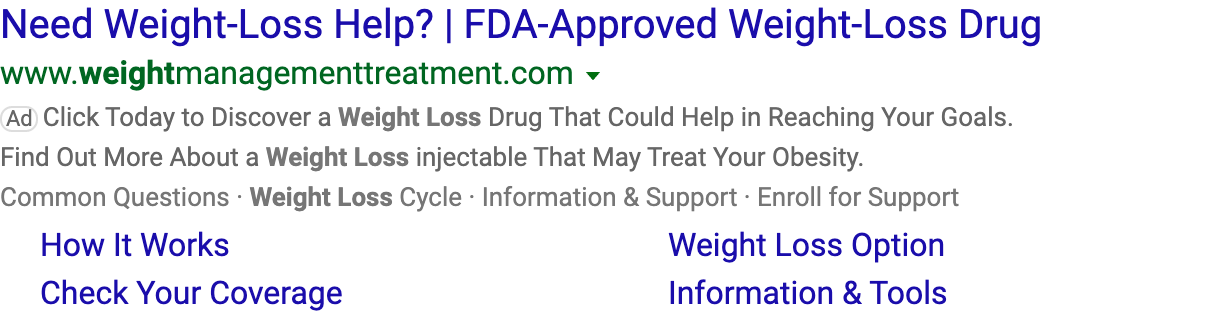 Need Weight-Loss Help? | FDA-Approved Weight-Loss Drug
www.weightmanagementtreatment.com
Ad Click Today to Discover a Weight Loss Drug That Could Help in Reaching Your Goals.
Find Out More About a Weight Loss injectable That May Treat Your Obesity.
Common Questions · Weight Loss Cycle · Information & Support · Enroll for Support
How It Works Weight Loss Option
Check Your Coverage Information & Tools